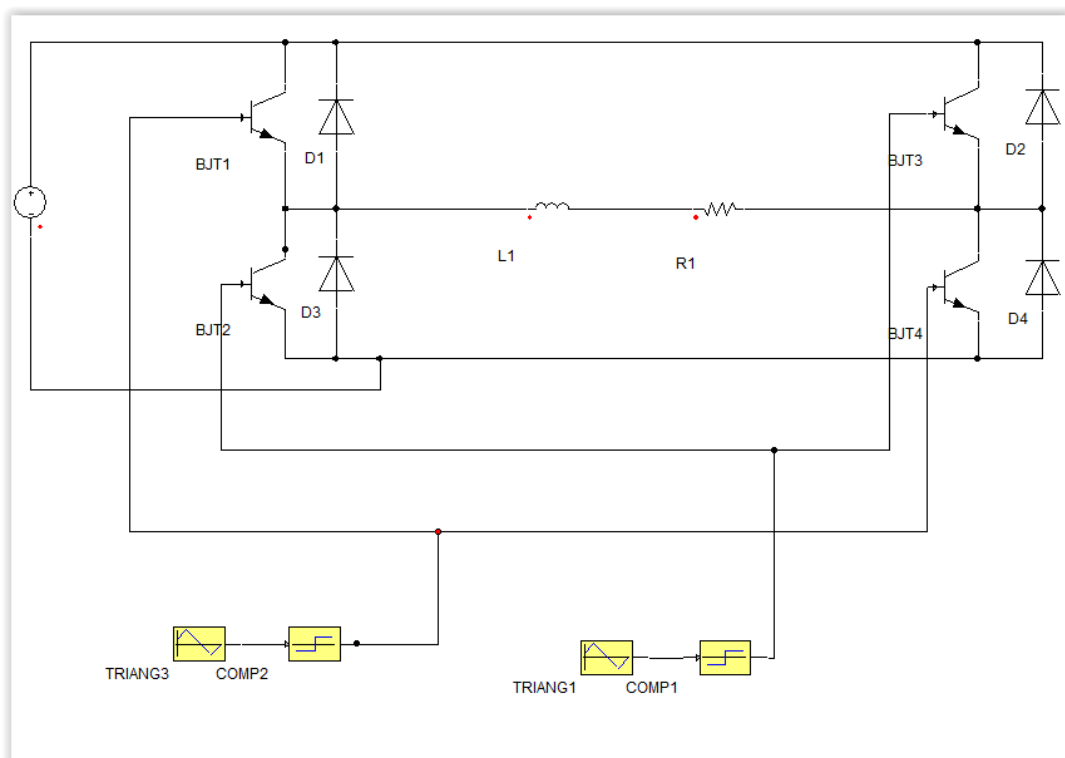 BJT1
D1
BJT3
D2
L1
R1
BJT2
D3
BJT4
D4
TRIANG3
COMP2
TRIANG1
COMP1